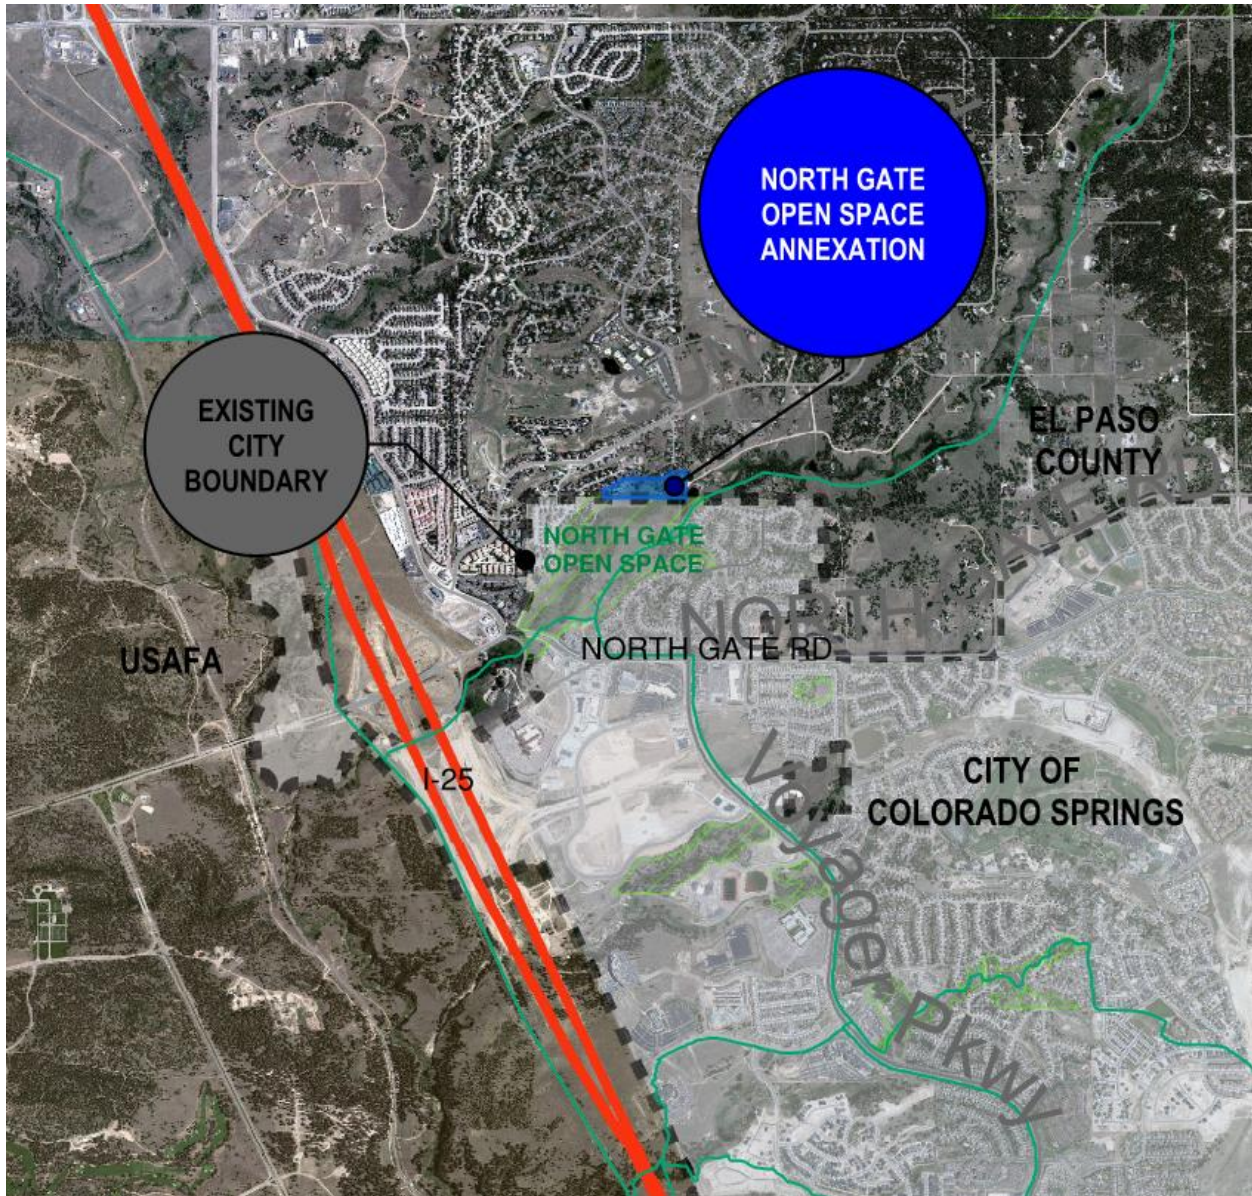 NORTH GATE
OPEN SPACE
ANNEXATION
EXISTING
CITY
BOUNDARY
EL PASO
COUNTY
NORTH GATE
OPEN SPACE
NORTH
NORTH GATE RD
USAFA
I-25
CITY OF
COLORADO SPRINGS
Voyager Pkwy